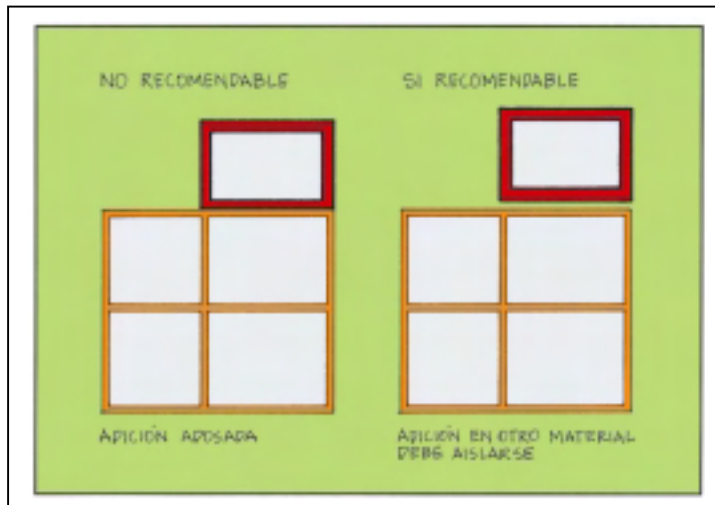 NO RECOMENDABLE
SI RECOMENDABLE
ADICIÓN ADOSADA
ADICIÓN EN OTRO MATERIAL
DEBE AISLARSE